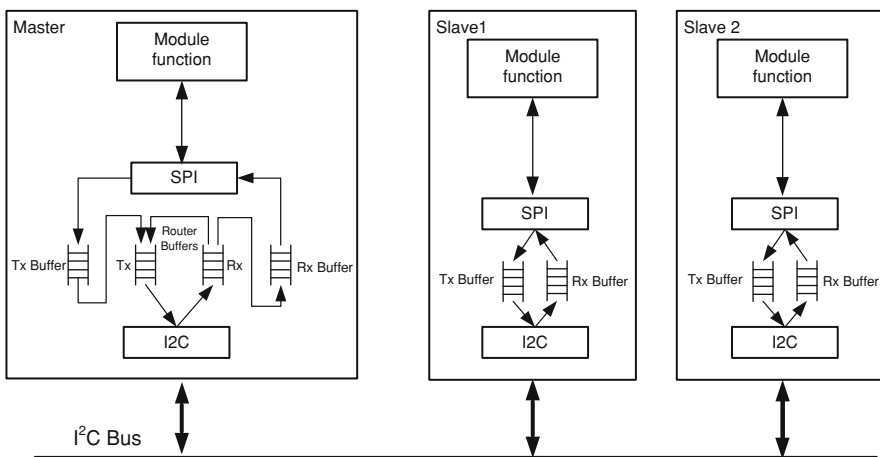 Master
Module
function
SPI
Router
Buffers
Tx Buffer
Tx
Rx
Rx Buffer
I2C
Slave1
Module
function
SPI
Tx Buffer
Rx Buffer
I2C
Slave 2
Module
function
SPI
Tx Buffer
Rx Buffer
I2C
I²C Bus